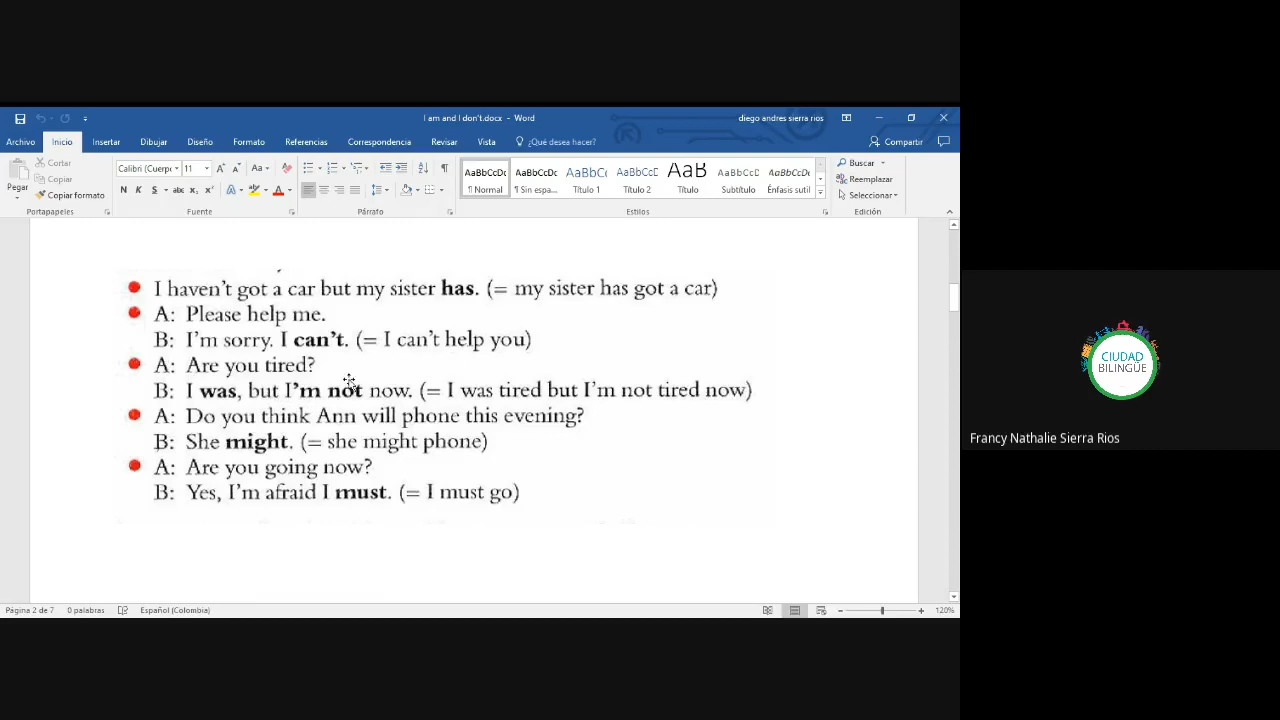 I am and I don't.docx - Word
diego andres sierra rios
Archivo Inicio Insertar Dibujar Diseño Formato Referencias Correspondencia Revisar Vista ¿Qué desea hacer? Compartir
Pegar
Cortar
Copiar
Copiar formato
Portapapeles
Calibri (Cuerpo 11
N K S abc x₂ x²
Fuente
Párrafo
AaBbCcDc AaBbCcDc AaBbCc AaBbCcD AaB AaBbCcD AaBbCcDc
¶ Normal ¶ Sin espa... Título 1 Título 2 Título Subtítulo Énfasis sutil
Estilos
Buscar
Reemplazar
Seleccionar
Edición
I haven't got a car but my sister has. (= my sister has got a car)
A: Please help me.
B: I'm sorry. I can't. (= I can't help you)
A: Are you tired?
B: I was, but I'm not now. (= I was tired but I'm not tired now)
A: Do you think Ann will phone this evening?
B: She might. (= she might phone)
A: Are you going now?
B: Yes, I'm afraid I must. (= I must go)
Página 2 de 7 0 palabras Español (Colombia) 120%
CIUDAD
BILINGÜE
Francy Nathalie Sierra Rios